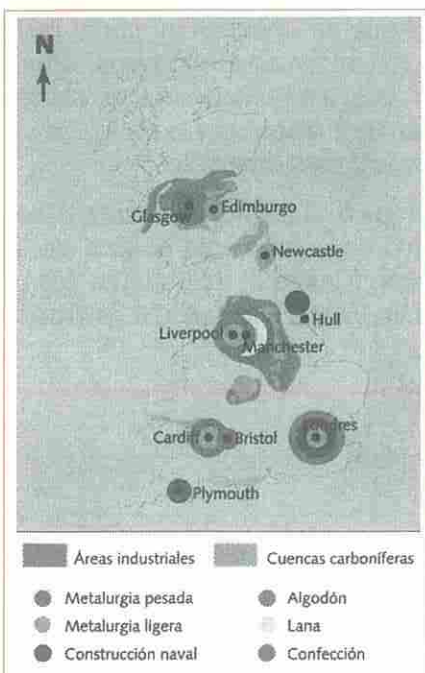 N
Glasgow
Edimburgo
Newcastle
Hull
Liverpool
Manchester
Cardiff
Bristol
Londres
Plymouth
Áreas industriales
Cuencas carboníferas
Metalurgia pesada
Algodón
Metalurgia ligera
Lana
Construcción naval
Confección